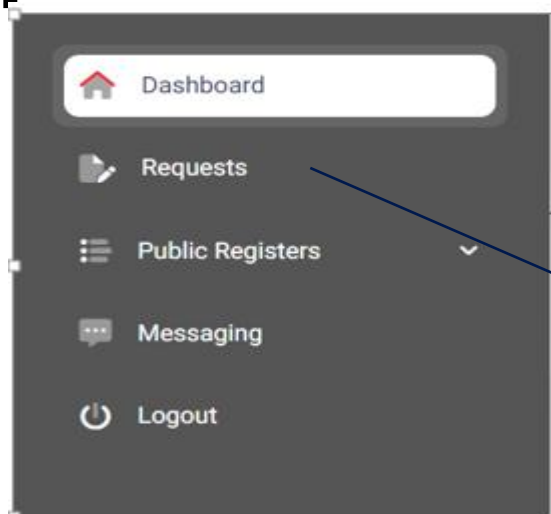 Dashboard
Requests
Public Registers
Messaging
Logout